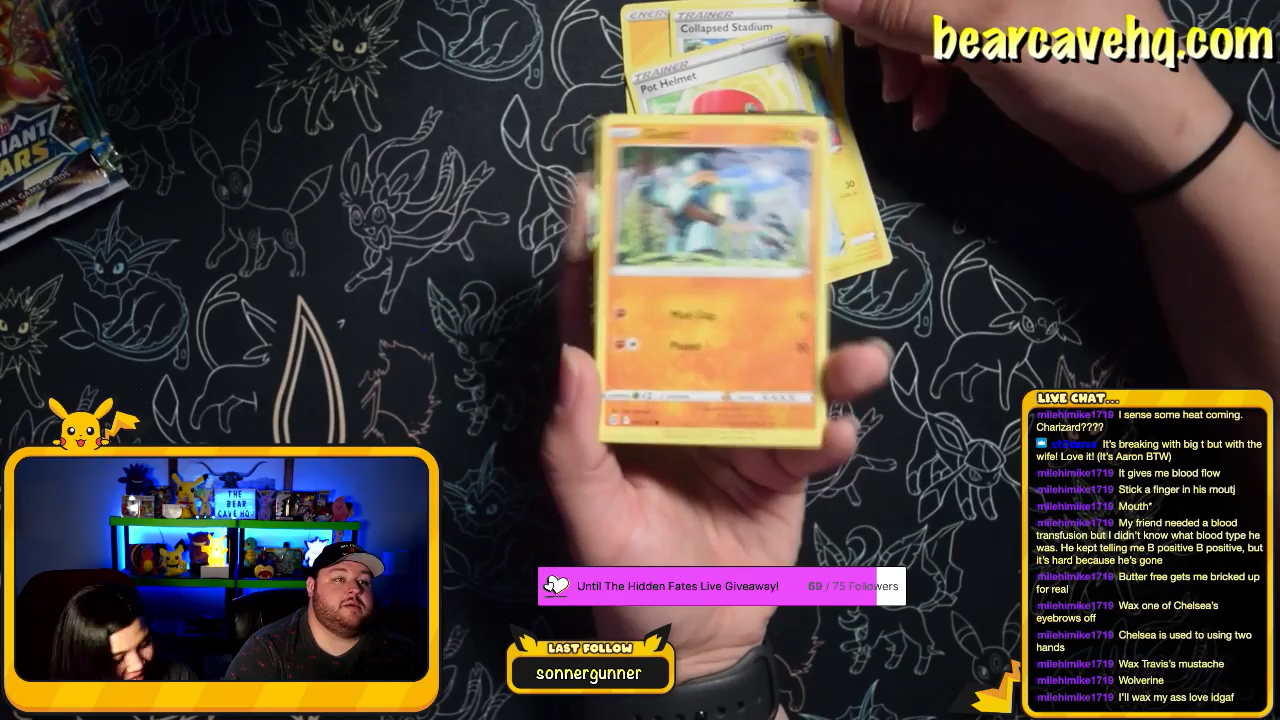 bearcavehq.com
ENERGY
TRAINER
Collapsed Stadium
TRAINER
Pot Helmet
30
Mud-Slap
Pound
THE
BEAR
CAVE HQ
Until The Hidden Fates Live Giveaway! 69 / 75 Followers
LAST FOLLOW
sonnergunner
LIVE CHAT...
milehimike1719 I sense some heat coming.
Charizard????
It's breaking with big t but with the
wife! Love it! (It's Aaron BTW)
milehimike1719 It gives me blood flow
milehimike1719 Stick a finger in his moutj
milehimike1719 Mouth*
milehimike1719 My friend needed a blood
transfusion but I didn't know what blood type he
was. He kept telling me B positive B positive, but
it's hard because he's gone
milehimike1719 Butter free gets me bricked up
for real
milehimike1719 Wax one of Chelsea's
eyebrows off
milehimike1719 Chelsea is used to using two
hands
milehimike1719 Wax Travis's mustache
milehimike1719 Wolverine
milehimike1719 I'll wax my ass love idgaf